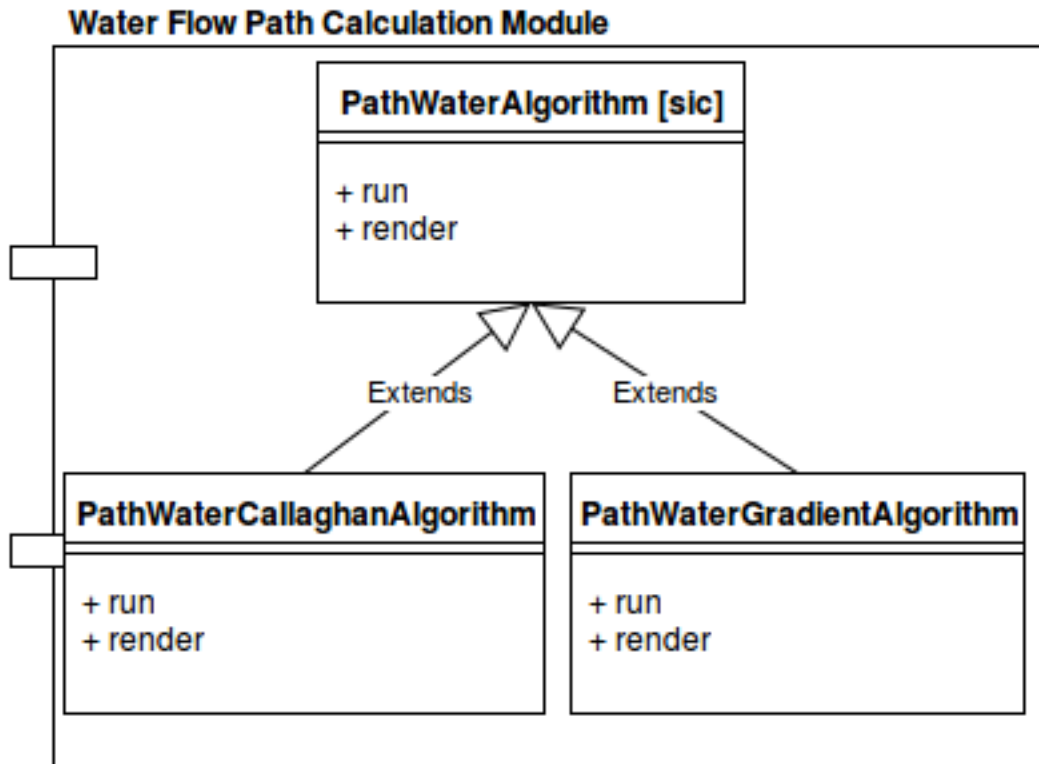 Water Flow Path Calculation Module
PathWaterAlgorithm [sic]
+ run
+ render
Extends
Extends
PathWaterCallaghanAlgorithm
+ run
+ render
PathWaterGradientAlgorithm
+ run
+ render